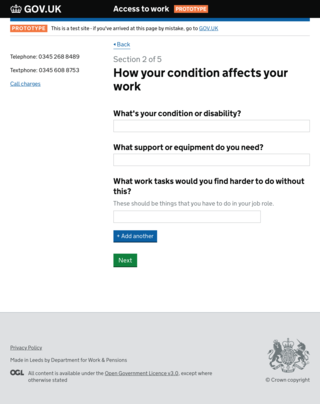 GOV.UK
Access to work PROTOTYPE
PROTOTYPE This is a test site - if you've arrived at this page by mistake, go to GOV.UK
Back
Telephone: 0345 268 8489
Textphone: 0345 608 8753
Call charges
Section 2 of 5
How your condition affects your
work
What's your condition or disability?
What support or equipment do you need?
What work tasks would you find harder to do without
this?
These should be things that you have to do in your job role.
+ Add another
Next
Privacy Policy
Made in Leeds by Department for Work & Pensions
OGL All content is available under the Open Government Licence v3.0, except where
otherwise stated
© Crown copyright